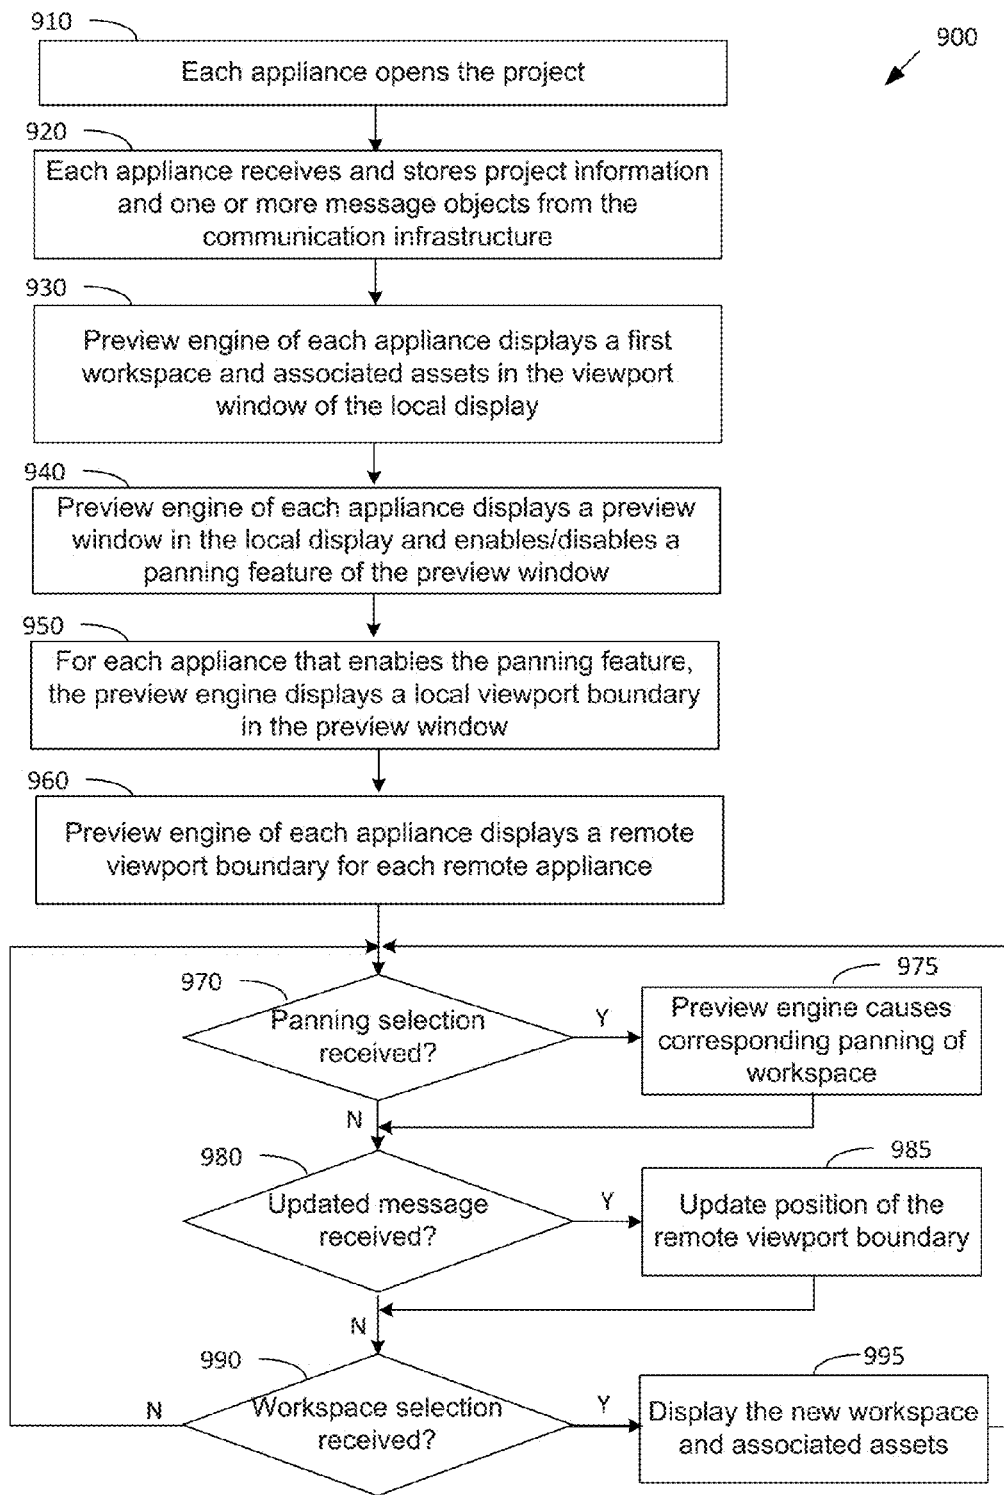 910
900
Each appliance opens the project
920
Each appliance receives and stores project information
and one or more message objects from the
communication infrastructure
930
Preview engine of each appliance displays a first
workspace and associated assets in the viewport
window of the local display
940
Preview engine of each appliance displays a preview
window in the local display and enables/disables a
panning feature of the preview window
950
For each appliance that enables the panning feature,
the preview engine displays a local viewport boundary
in the preview window
960
Preview engine of each appliance displays a remote
viewport boundary for each remote appliance
970
Panning selection
received?
Y
975
Preview engine causes
corresponding panning of
workspace
N
980
Updated message
received?
Y
985
Update position of the
remote viewport boundary
N
990
Workspace selection
received?
N
Y
995
Display the new workspace
and associated assets